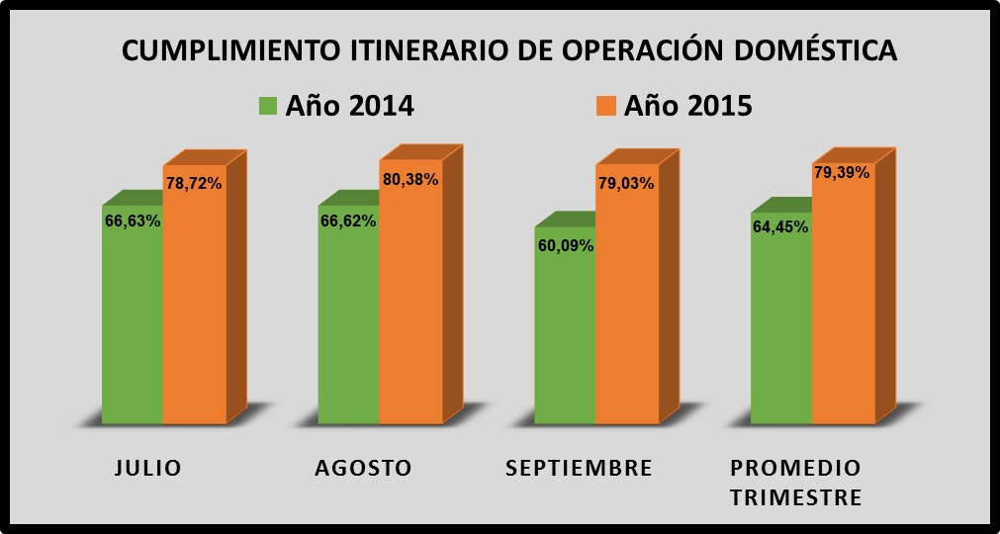 CUMPLIMIENTO ITINERARIO DE OPERACIÓN DOMÉSTICA
Año 2014 Año 2015
66,63% 78,72% 66,62% 80,38% 60,09% 79,03% 64,45% 79,39%
JULIO AGOSTO SEPTIEMBRE PROMEDIO
TRIMESTRE